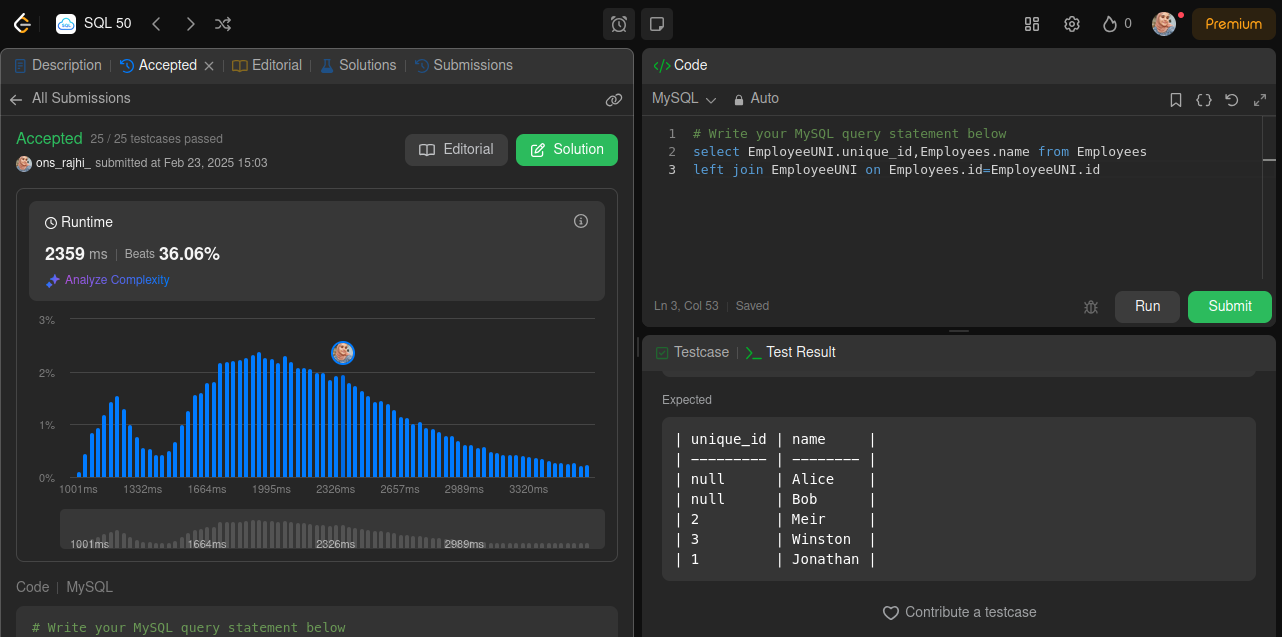 SQL 50
0
Premium
Description | Accepted | Editorial | Solutions | Submissions
All Submissions
Accepted 25 / 25 testcases passed
ons_rajhi_ submitted at Feb 23, 2025 15:03
Editorial
Solution
Runtime
2359 ms | Beats 36.06%
Analyze Complexity
3%
2%
1%
0%
1001ms 1332ms 1664ms 1995ms 2326ms 2657ms 2989ms 3320ms
1001ms 1664ms 2326ms 2989ms
Code | MySQL
# Write your MySQL query statement below
</> Code
MySQL Auto
1 # Write your MySQL query statement below
2 select EmployeeUNI.unique_id,Employees.name from Employees
3 left join EmployeeUNI on Employees.id=EmployeeUNI.id
Ln 3, Col 53 | Saved
Run
Submit
Testcase | >_ Test Result
Expected
| unique_id | name     |
| --------- | -------- |
| null      | Alice    |
| null      | Bob      |
| 2         | Meir     |
| 3         | Winston  |
| 1         | Jonathan |
Contribute a testcase